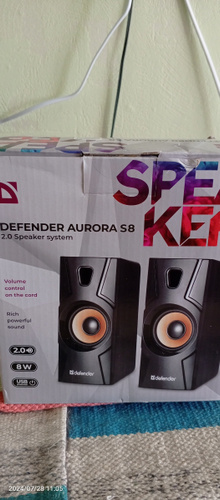 SPEA
KER
DEFENDER AURORA S8
2.0 Speaker system
Volume
control
on the cord
Rich
powerful
sound
2.0
8 W
USB
defender
defender
2024/07/28 11:05